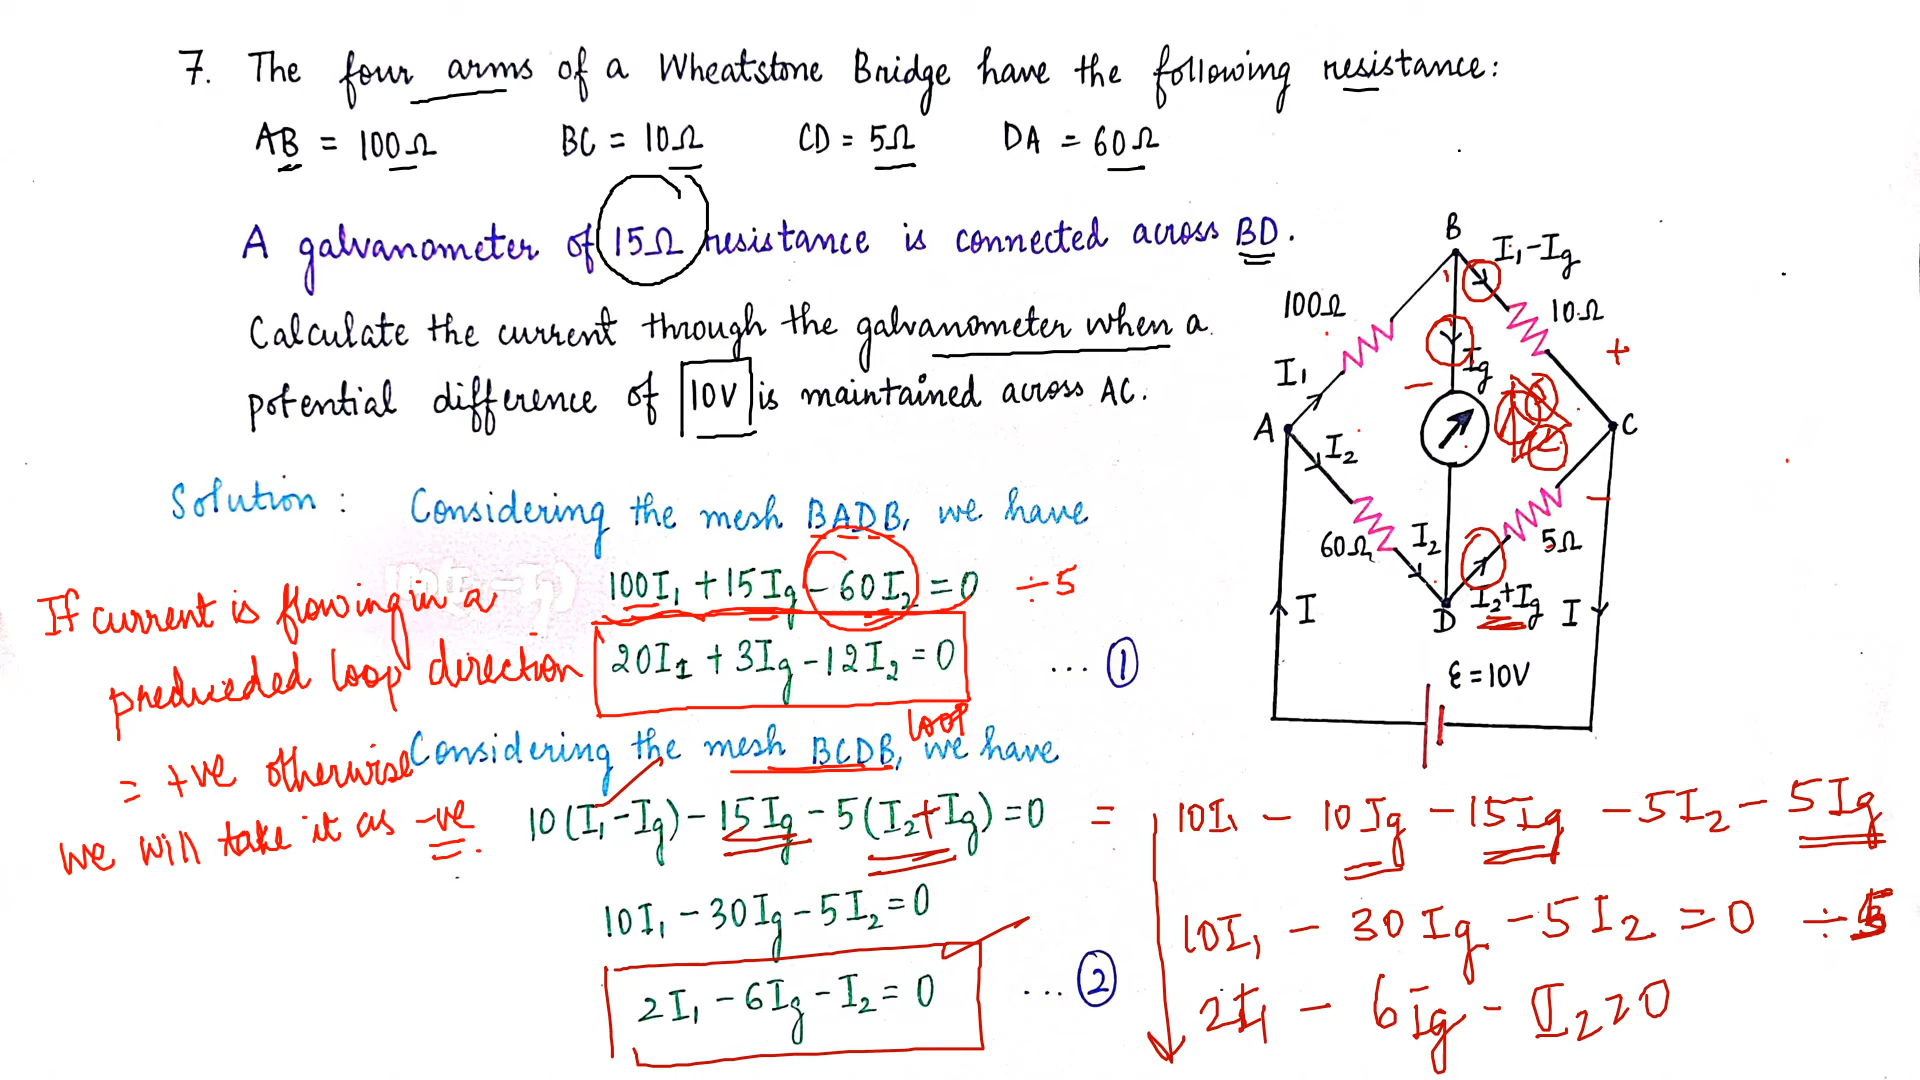 7. The four arms of a Wheatstone Bridge have the following resistance:
AB = 100Ω BC = 10Ω CD = 5Ω DA = 60Ω
A galvanometer of 15Ω resistance is connected across BD.
Calculate the current through the galvanometer when a
potential difference of 10V is maintained across AC.
Solution: Considering the mesh BADB, we have
100I₁ + 15Ig - 60I₂ = 0 ÷5
20I₁ + 3Ig - 12I₂ = 0 ... ①
If current is flowing in a
preduceded loop direction
= +ve otherwise
we will take it as -ve.
loop
Considering the mesh BCDB, we have
10(I₁-Ig) - 15Ig - 5(I₂+Ig) = 0
10I₁ - 30Ig - 5I₂ = 0
2I₁ - 6Ig - I₂ = 0 ... ②
= 10I₁ - 10Ig - 15Ig - 5I₂ - 5Ig
10I₁ - 30Ig - 5I₂ = 0 ÷5
2I₁ - 6Ig - I₂ = 0
B
I₁-Ig
100Ω
10Ω
+
I₁
Ig
-
A
C
I₂
60Ω
I₂
5Ω
-
D
I₂+Ig
I
I
ε = 10V